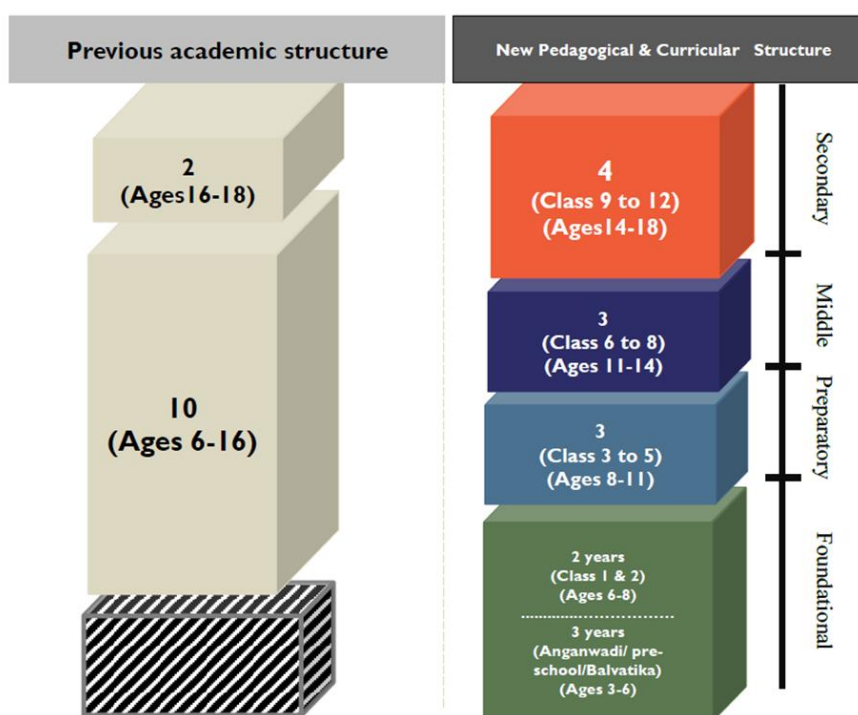 Previous academic structure
2
(Ages16-18)
10
(Ages 6-16)
New Pedagogical & Curricular Structure
4
(Class 9 to 12)
(Ages14-18)
3
(Class 6 to 8)
(Ages 11-14)
3
(Class 3 to 5)
(Ages 8-11)
2 years
(Class 1 & 2)
(Ages 6-8)
3 years
(Anganwadi/ pre-
school/Balvatika)
(Ages 3-6)
Secondary
Middle
Preparatory
Foundational